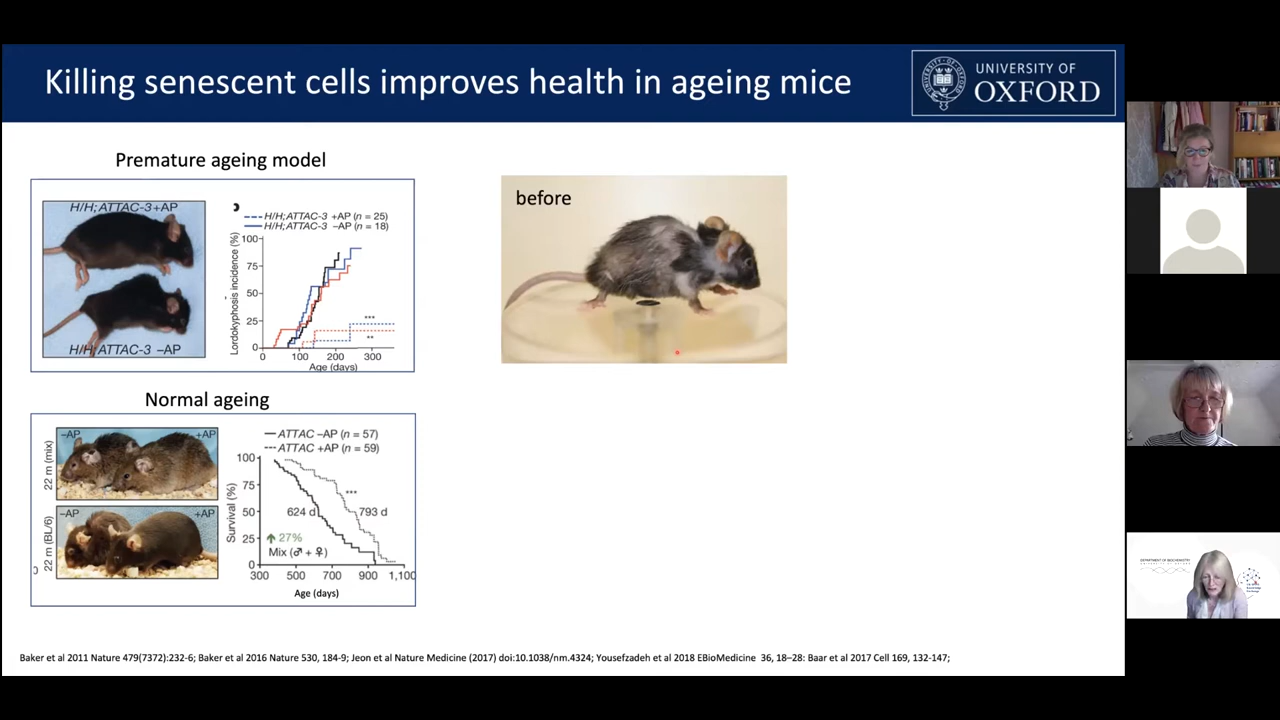 Killing senescent cells improves health in ageing mice
UNIVERSITY OF
OXFORD
Premature ageing model
H/H;ATTAC-3+AP
H/H;ATTAC-3 –AP
H/H;ATTAC-3 +AP (n = 25)
H/H;ATTAC-3 –AP (n = 18)
Lordokyphosis incidence (%)
100
75
50
25
0
***
**
0 100 200 300
Age (days)
before
Normal ageing
22 m (mix)
–AP +AP
22 m (BL/6)
–AP +AP
ATTAC –AP (n = 57)
ATTAC +AP (n = 59)
Survival (%)
100
75
50
25
0
***
624 d 793 d
27%
Mix (♂ + ♀)
300 500 700 900 1,100
Age (days)
Baker et al 2011 Nature 479(7372):232-6; Baker et al 2016 Nature 530, 184-9; Jeon et al Nature Medicine (2017) doi:10.1038/nm.4324; Yousefzadeh et al 2018 EBioMedicine 36, 18–28: Baar et al 2017 Cell 169, 132-147;
DEPARTMENT OF BIOCHEMISTRY